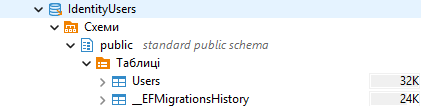 IdentityUsers
Схеми
public standard public schema
Таблиці
Users 32K
__EFMigrationsHistory 24K